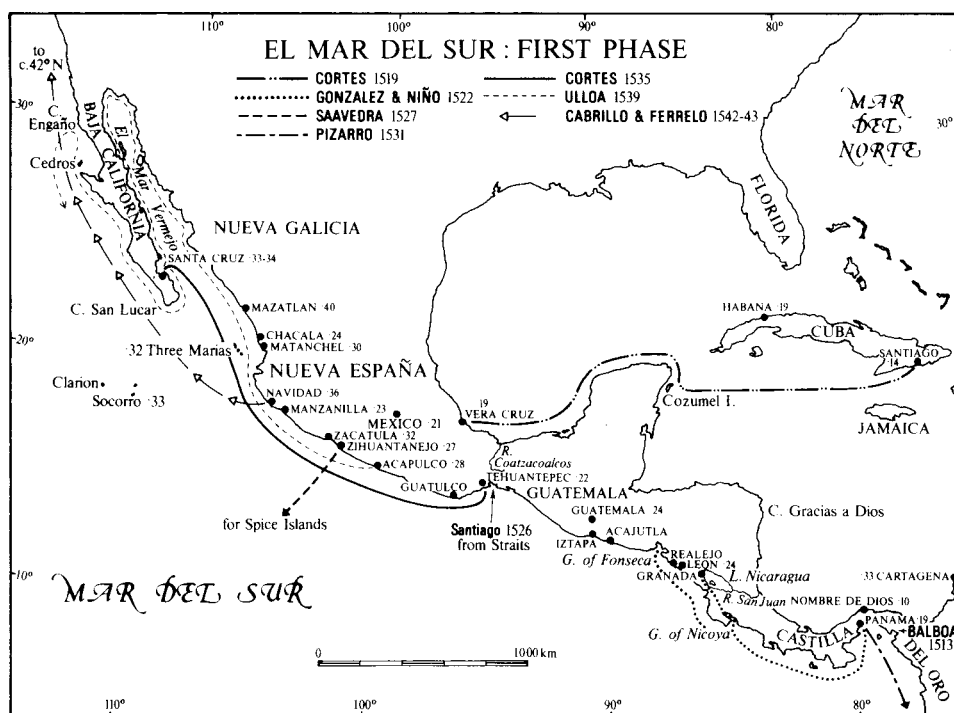 110°
100°
90°
80°
EL MAR DEL SUR : FIRST PHASE
CORTES 1519
GONZALEZ & NIÑO 1522
SAAVEDRA 1527
PIZARRO 1531
CORTES 1535
ULLOA 1539
CABRILLO & FERRELO 1542-43
to
c.42° N
30°
C.
Engaño
Cedros
BAJA CALIFORNIA
El Mar Vermejo
MAR
DEL
NORTE
30°
FLORIDA
NUEVA GALICIA
SANTA CRUZ ·33-34
C. San Lucar
MAZATLAN ·40
CHACALA ·24
MATANCHEL ·30
20°
·32 Three Marias
NUEVA ESPAÑA
Clarion
Socorro ·33
NAVIDAD ·36
MANZANILLA ·23
MEXICO ·21
19
VERA CRUZ
ZACATULA ·32
ZIHUANTANEJO ·27
ACAPULCO ·28
GUATULCO
R.
Coatzacoalcos
TEHUANTEPEC ·22
HABANA ·19
CUBA
SANTIAGO
·14
Cozumel I.
JAMAICA
for Spice Islands
Santiago 1526
from Straits
GUATEMALA
GUATEMALA ·24
IZTAPA
ACAJUTLA
C. Gracias a Dios
G. of Fonseca
REALEJO
LEON ·24
GRANADA
L. Nicaragua
R. San Juan
10°
MAR DEL SUR
G. of Nicoya
NOMBRE DE DIOS ·10
·33 CARTAGENA
PANAMA ·19
BALBOA
1513
CASTILLA
DEL ORO
0
1000 km
110°
100°
90°
80°